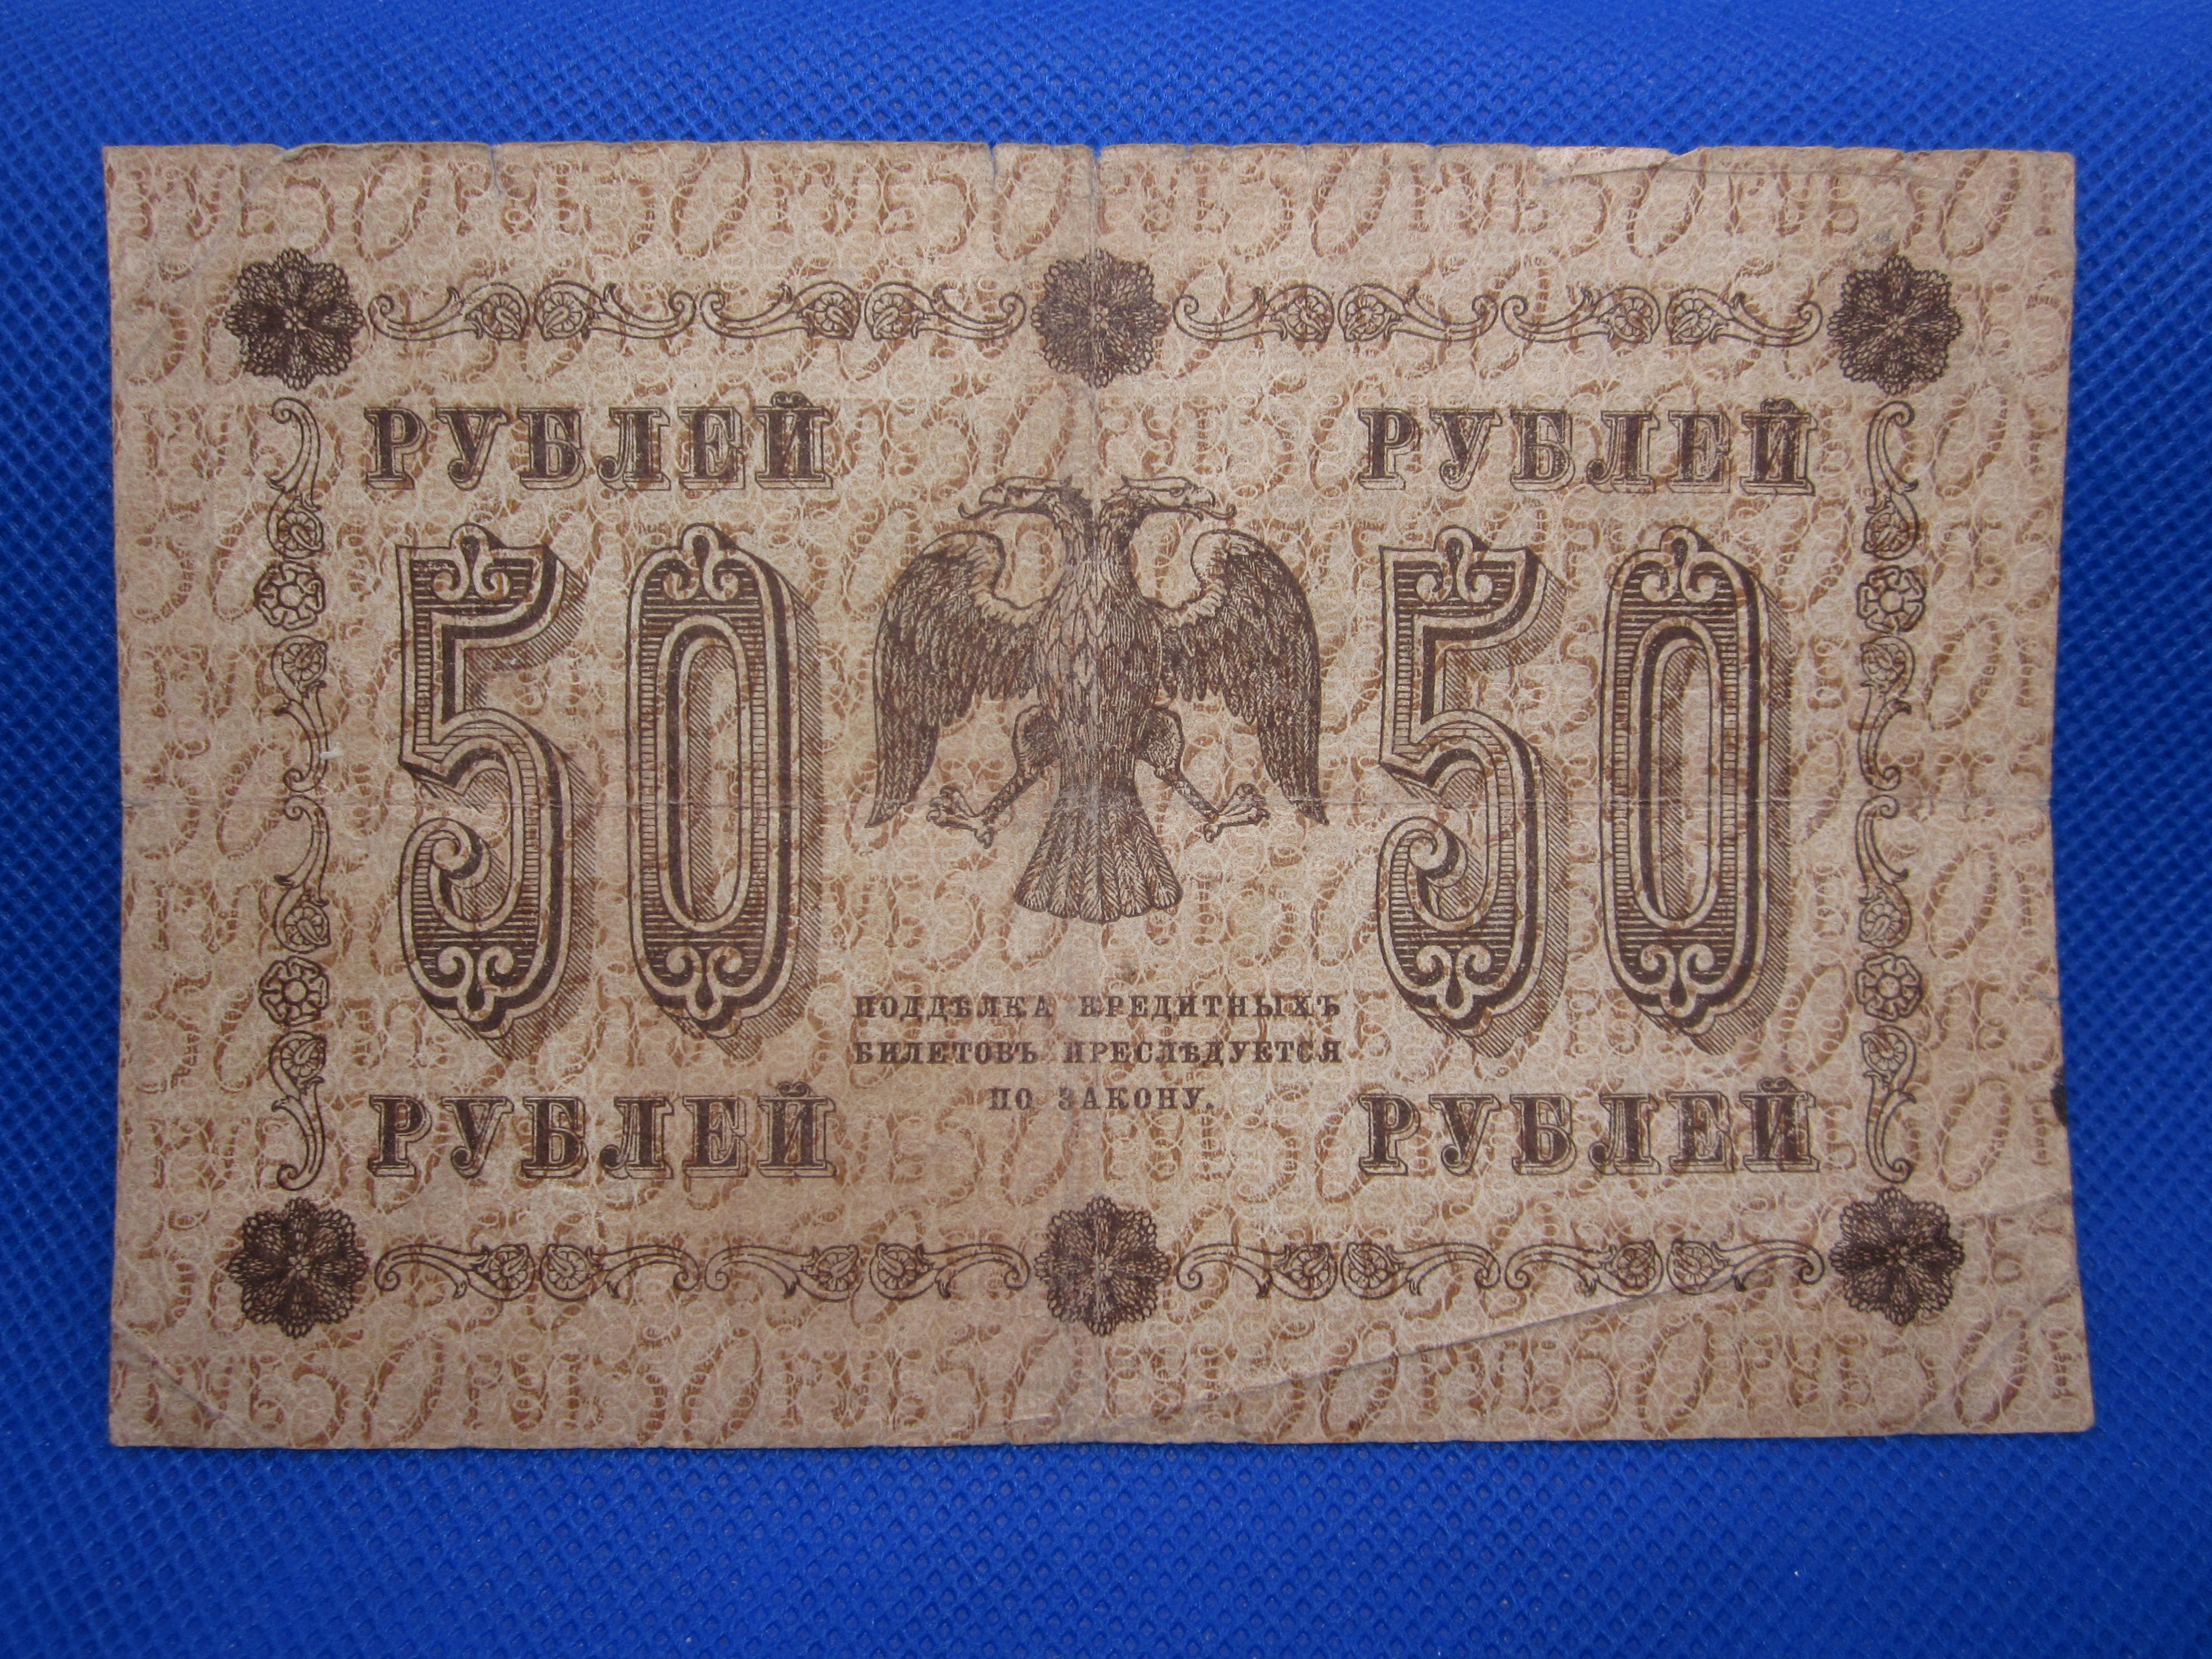 РУБЛЕЙ РУБЛЕЙ
50 50
ПОДДѢЛКА КРЕДИТНЫХЪ
БИЛЕТОВЪ ПРЕСЛѢДУЕТСЯ
ПО ЗАКОНУ.
РУБЛЕЙ РУБЛЕЙ